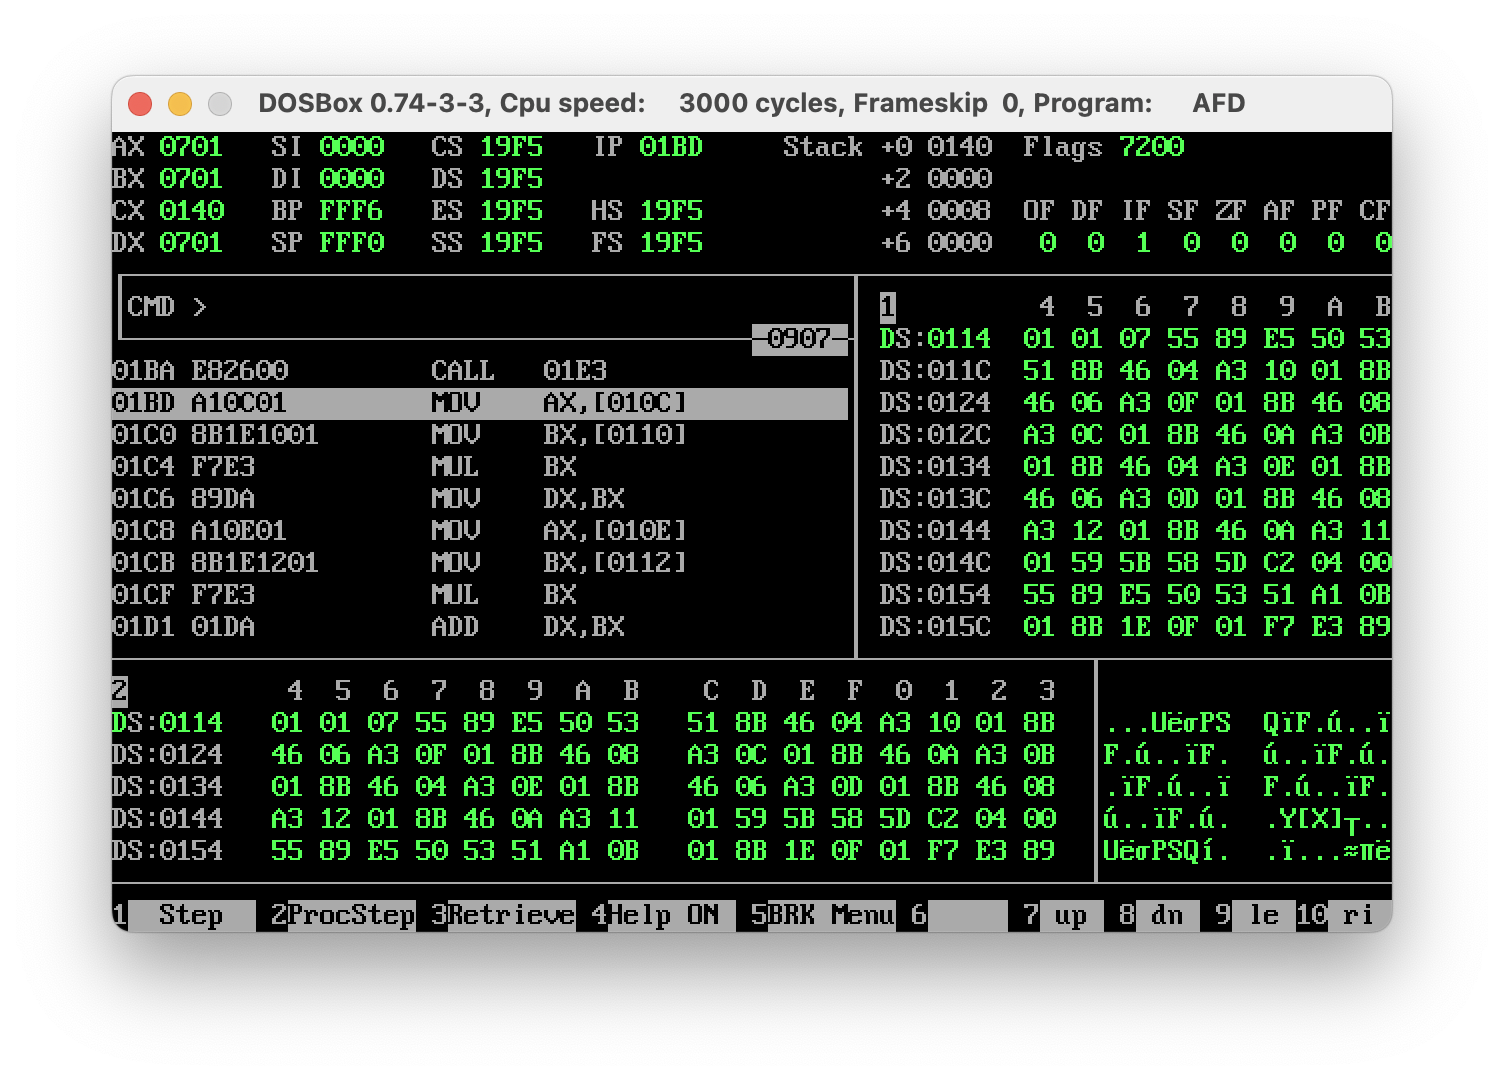 DOSBox 0.74-3-3, Cpu speed: 3000 cycles, Frameskip 0, Program: AFD
AX 0701 SI 0000 CS 19F5 IP 01BD Stack +0 0140 Flags 7200
BX 0701 DI 0000 DS 19F5 +2 0000
CX 0140 BP FFF6 ES 19F5 HS 19F5 +4 0008 OF DF IF SF ZF AF PF CF
DX 0701 SP FFF0 SS 19F5 FS 19F5 +6 0000 0 0 1 0 0 0 0 0
CMD >
0907
01BA E82600 CALL 01E3
01BD A10C01 MOV AX,[010C]
01C0 8B1E1001 MOV BX,[0110]
01C4 F7E3 MUL BX
01C6 89DA MOV DX,BX
01C8 A10E01 MOV AX,[010E]
01CB 8B1E1201 MOV BX,[0112]
01CF F7E3 MUL BX
01D1 01DA ADD DX,BX
1 4 5 6 7 8 9 A B
DS:0114 01 01 07 55 89 E5 50 53
DS:011C 51 8B 46 04 A3 10 01 8B
DS:0124 46 06 A3 0F 01 8B 46 08
DS:012C A3 0C 01 8B 46 0A A3 0B
DS:0134 01 8B 46 04 A3 0E 01 8B
DS:013C 46 06 A3 0D 01 8B 46 08
DS:0144 A3 12 01 8B 46 0A A3 11
DS:014C 01 59 5B 58 5D C2 04 00
DS:0154 55 89 E5 50 53 51 A1 0B
DS:015C 01 8B 1E 0F 01 F7 E3 89
2 4 5 6 7 8 9 A B C D E F 0 1 2 3
DS:0114 01 01 07 55 89 E5 50 53 51 8B 46 04 A3 10 01 8B ...UëσPS QïF.ú..ï
DS:0124 46 06 A3 0F 01 8B 46 08 A3 0C 01 8B 46 0A A3 0B F.ú..ïF. ú..ïF.ú.
DS:0134 01 8B 46 04 A3 0E 01 8B 46 06 A3 0D 01 8B 46 08 .ïF.ú..ï F.ú..ïF.
DS:0144 A3 12 01 8B 46 0A A3 11 01 59 5B 58 5D C2 04 00 ú..ïF.ú. .Y[X]┬..
DS:0154 55 89 E5 50 53 51 A1 0B 01 8B 1E 0F 01 F7 E3 89 UëσPSQí. .ï...≈πë
1 Step 2ProcStep 3Retrieve 4Help ON 5BRK Menu 6 7 up 8 dn 9 le 10 ri